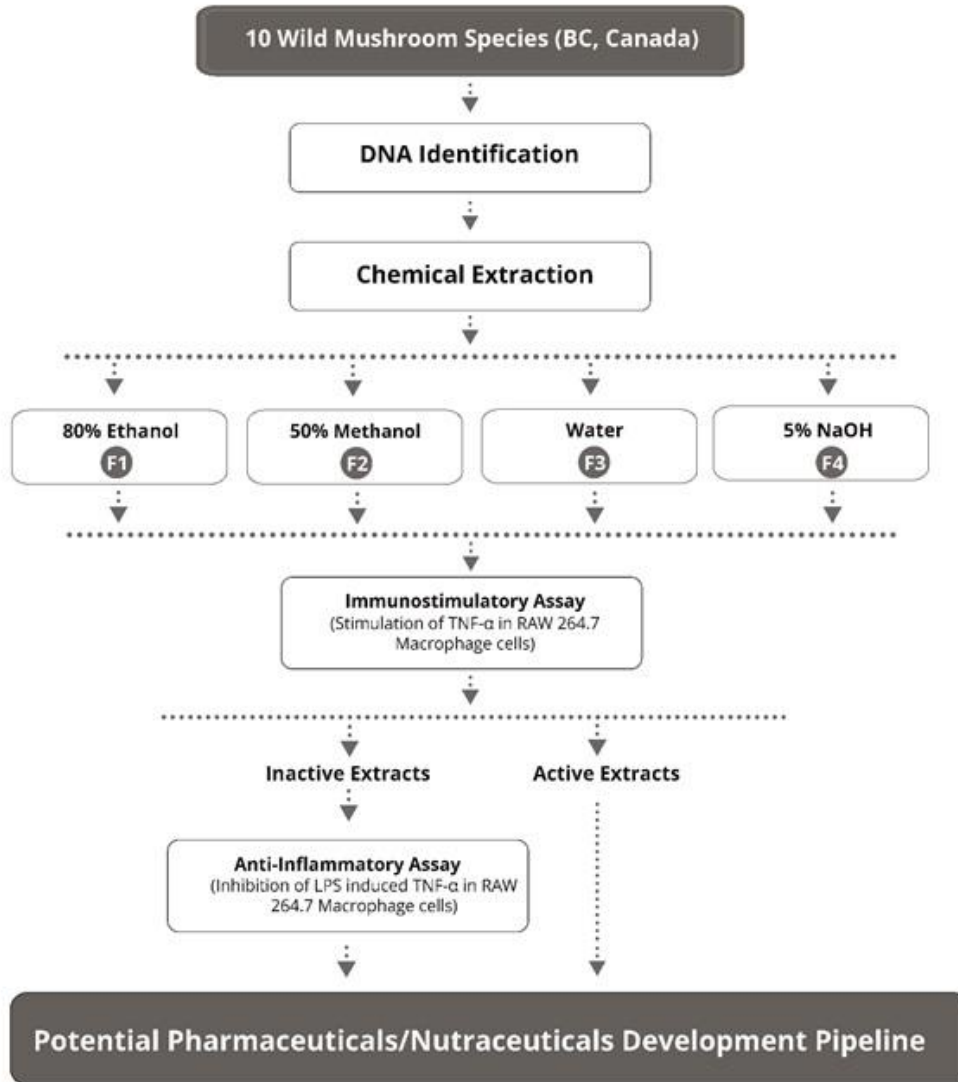 10 Wild Mushroom Species (BC, Canada)
DNA Identification
Chemical Extraction
80% Ethanol
F1
50% Methanol
F2
Water
F3
5% NaOH
F4
Immunostimulatory Assay
(Stimulation of TNF-α in RAW 264.7
Macrophage cells)
Inactive Extracts
Active Extracts
Anti-Inflammatory Assay
(Inhibition of LPS induced TNF-α in RAW
264.7 Macrophage cells)
Potential Pharmaceuticals/Nutraceuticals Development Pipeline